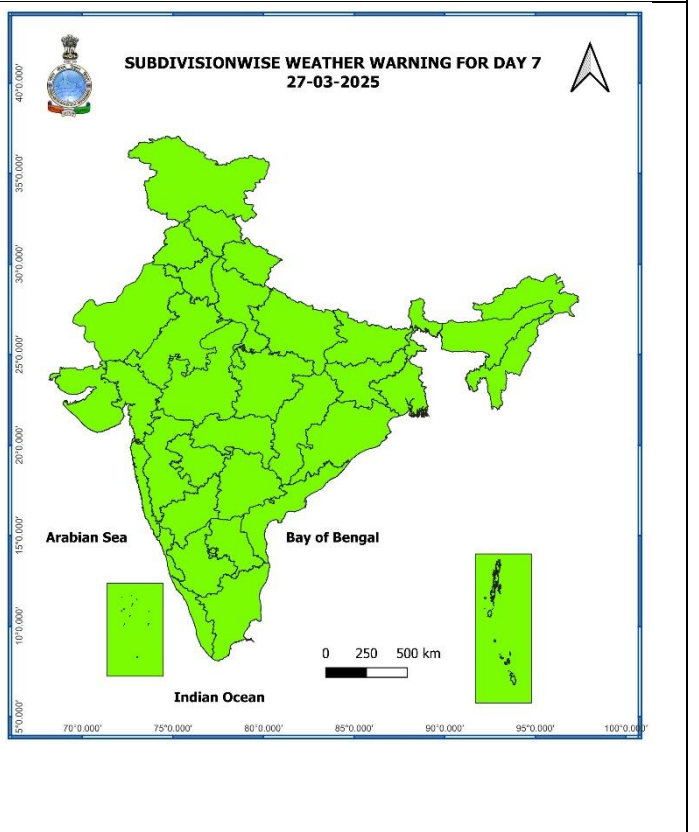 SUBDIVISIONWISE WEATHER WARNING FOR DAY 7
27-03-2025
40°0.000'
35°0.000'
30°0.000'
25°0.000'
20°0.000'
15°0.000'
10°0.000'
5°0.000'
Arabian Sea
Bay of Bengal
0 250 500 km
Indian Ocean
70°0.000' 75°0.000' 80°0.000' 85°0.000' 90°0.000' 95°0.000' 100°0.000'